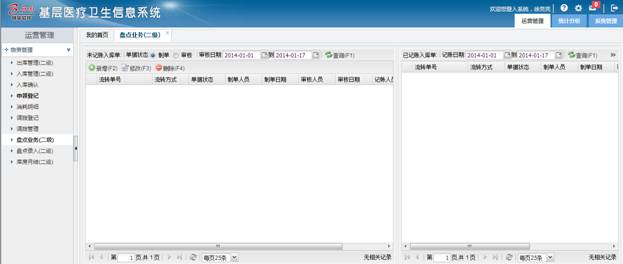 基层医疗卫生信息系统
欢迎您登入系统，徐亮亮
运营管理 统计分析 系统管理
运营管理
我的首页 盘点业务(二级)
物资管理
出库管理(二级)
入库管理(二级)
入库确认
申领登记
消耗明细
调拨登记
调拨管理
盘点业务(二级)
盘点录入(二级)
库房月结(二级)
未记账入库单 单据状态 制单 审核 审核日期 2014-01-01 到 2014-01-17 查询(F1)
新增(F2) 修改(F3) 删除(F4)
流转单号 流转方式 单据状态 制单人员 制单日期 审核人员 审核日期 记账人员
第 1 页,共 1 页 每页25条 无相关记录
已记账入库单 记账日期 2014-01-01 到 2014-01-17 查询(F1)
流转单号 流转方式 单据状态 制单人员 制单日期
第 1 页,共 1 页 每页25条 无相关记录